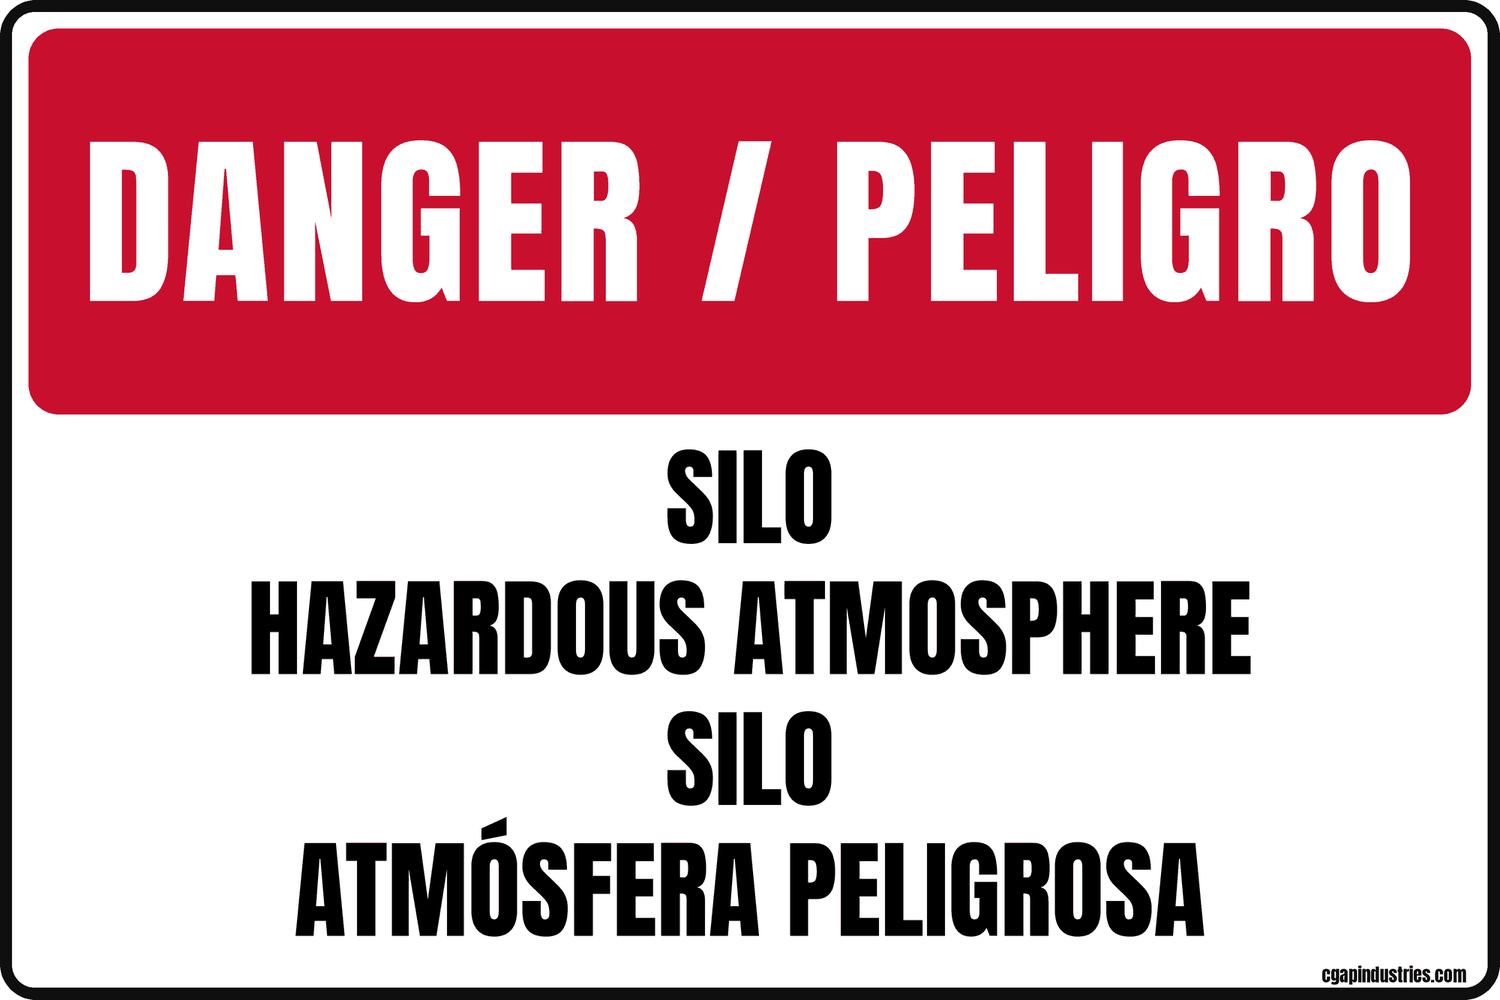 DANGER / PELIGRO
SILO
HAZARDOUS ATMOSPHERE
SILO
ATMÓSFERA PELIGROSA
cgapindustries.com